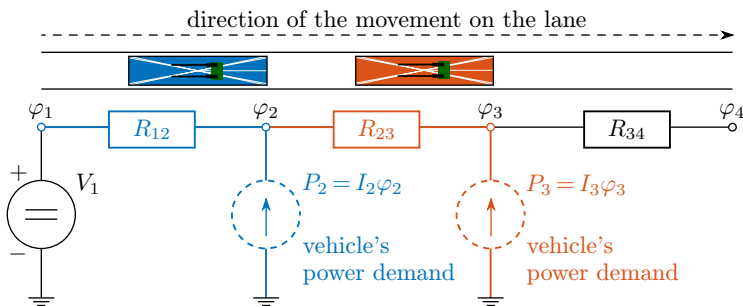 direction of the movement on the lane
φ₁ φ₂ φ₃ φ₄
R₁₂ R₂₃ R₃₄
+ V₁ P₂ = I₂φ₂ P₃ = I₃φ₃
−
vehicle's vehicle's
power demand power demand